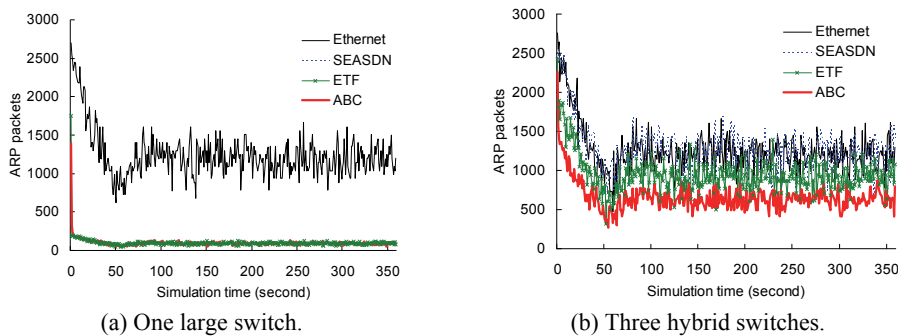 3000
2500
2000
1500
1000
500
0
ARP packets
Ethernet
SEASDN
ETF
ABC
0 50 100 150 200 250 300 350
Simulation time (second)
(a) One large switch.
3000
2500
2000
1500
1000
500
0
ARP packets
Ethernet
SEASDN
ETF
ABC
0 50 100 150 200 250 300 350
Simulation time (second)
(b) Three hybrid switches.